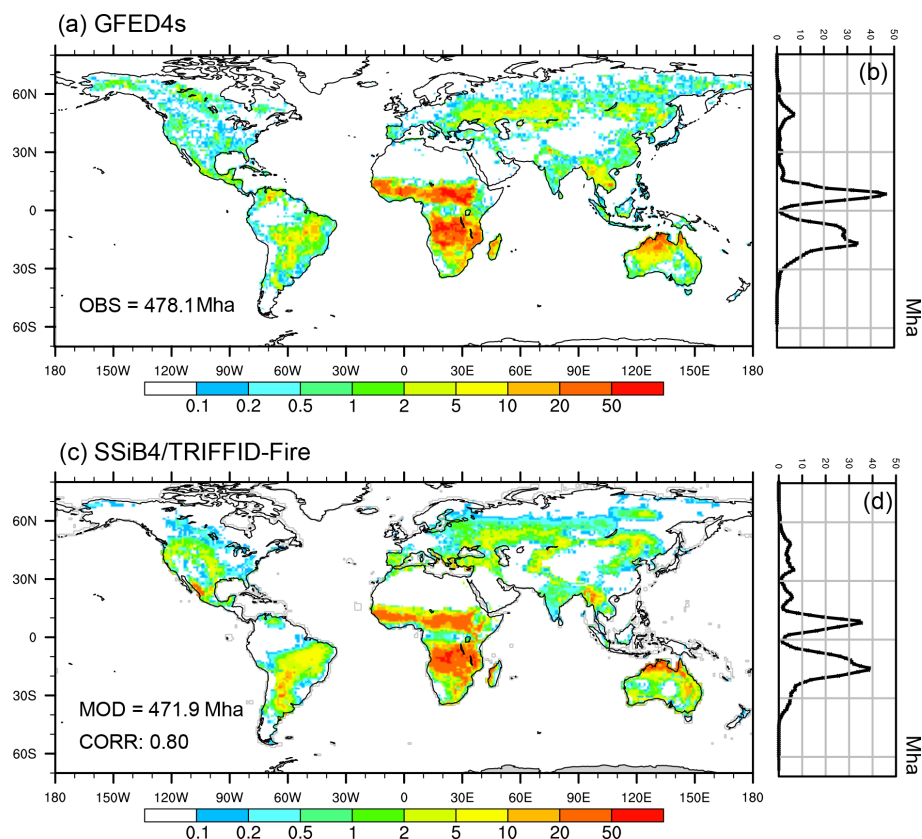 (a) GFED4s
0 10 20 30 40 50
(b)
60N
30N
0
30S
60S
OBS = 478.1Mha
Mha
180 150W 120W 90W 60W 30W 0 30E 60E 90E 120E 150E 180
0.1 0.2 0.5 1 2 5 10 20 50
(c) SSiB4/TRIFFID-Fire
0 10 20 30 40 50
(d)
60N
30N
0
30S
60S
MOD = 471.9 Mha
CORR: 0.80
Mha
180 150W 120W 90W 60W 30W 0 30E 60E 90E 120E 150E 180
0.1 0.2 0.5 1 2 5 10 20 50